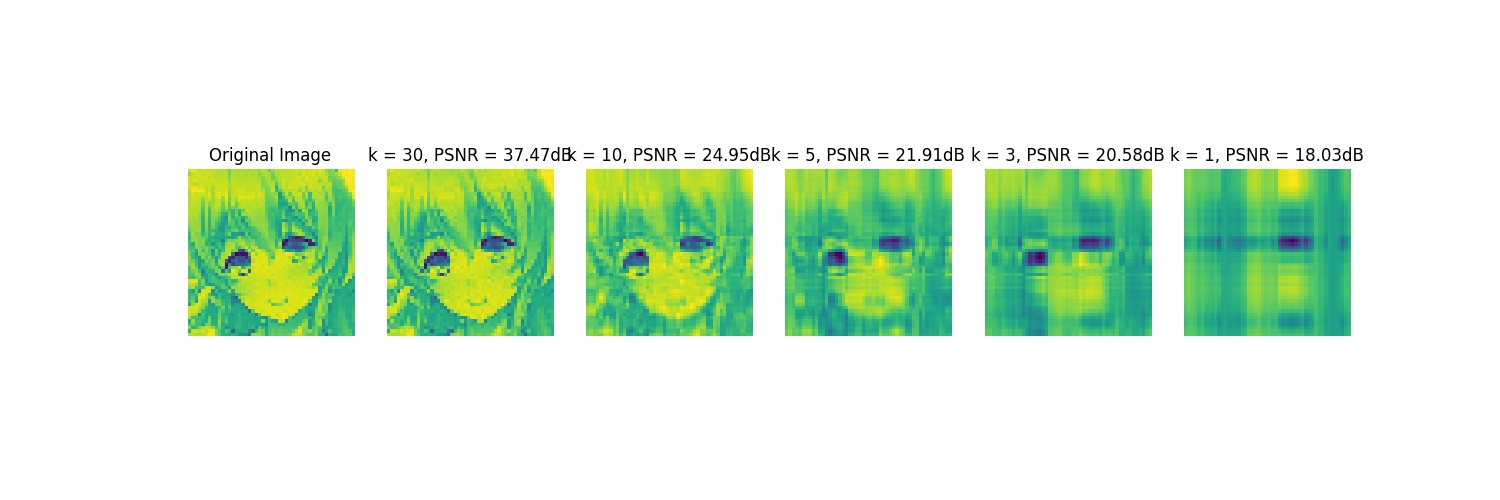 Original Image
k = 30, PSNR = 37.47dB
k = 10, PSNR = 24.95dB
k = 5, PSNR = 21.91dB
k = 3, PSNR = 20.58dB
k = 1, PSNR = 18.03dB